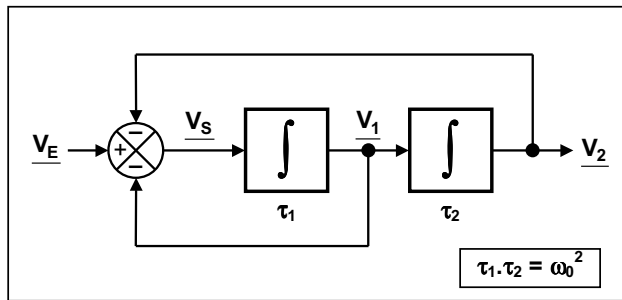 V_E + − − V_S ∫ V_1 ∫ V_2
τ_1 τ_2
τ_1.τ_2 = ω_0^2